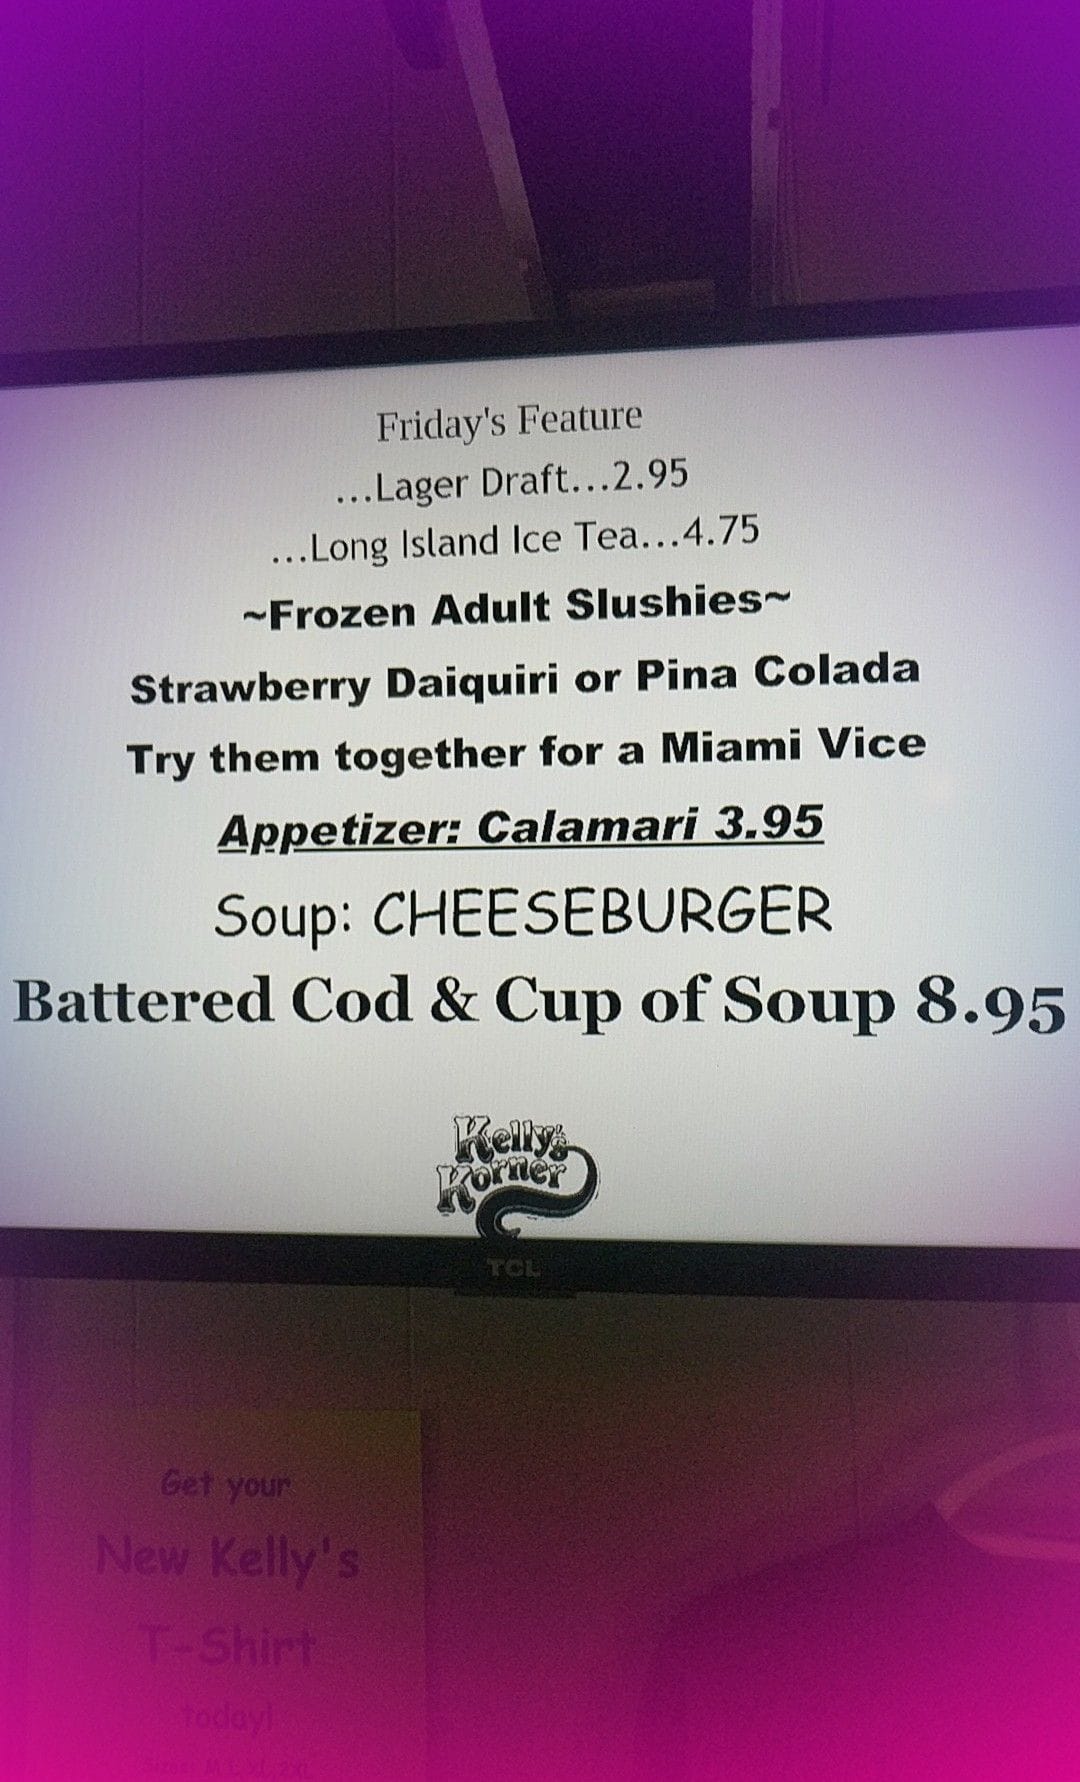 Friday's Feature
...Lager Draft...2.95
...Long Island Ice Tea...4.75
~Frozen Adult Slushies~
Strawberry Daiquiri or Pina Colada
Try them together for a Miami Vice
Appetizer: Calamari 3.95
Soup: CHEESEBURGER
Battered Cod & Cup of Soup 8.95
Kelly's
Korner
TCL
Get your
New Kelly's
T-Shirt
today!